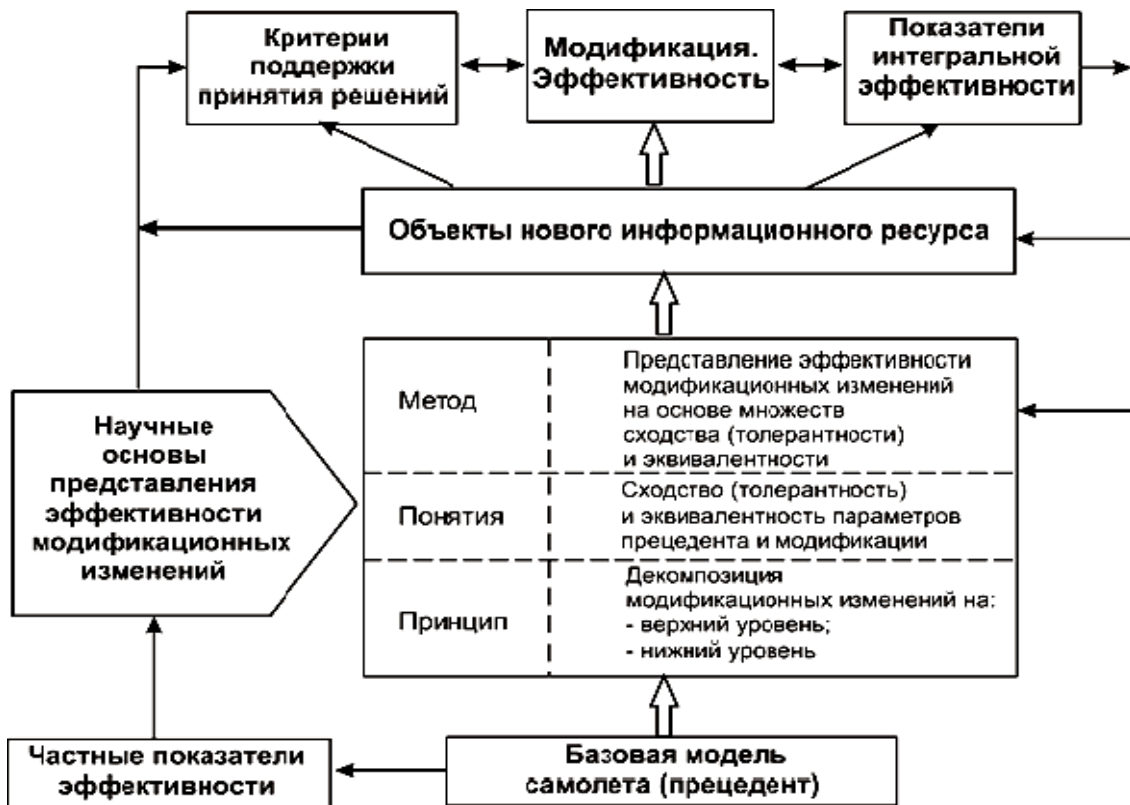 Критерии
поддержки
принятия решений
Модификация.
Эффективность
Показатели
интегральной
эффективности
Объекты нового информационного ресурса
Научные
основы
представления
эффективности
модификационных
изменений
Метод
Представление эффективности
модификационных изменений
на основе множеств
сходства (толерантности)
и эквивалентности
Понятия
Сходство (толерантность)
и эквивалентность параметров
прецедента и модификации
Принцип
Декомпозиция
модификационных изменений на:
- верхний уровень;
- нижний уровень
Частные показатели
эффективности
Базовая модель
самолета (прецедент)